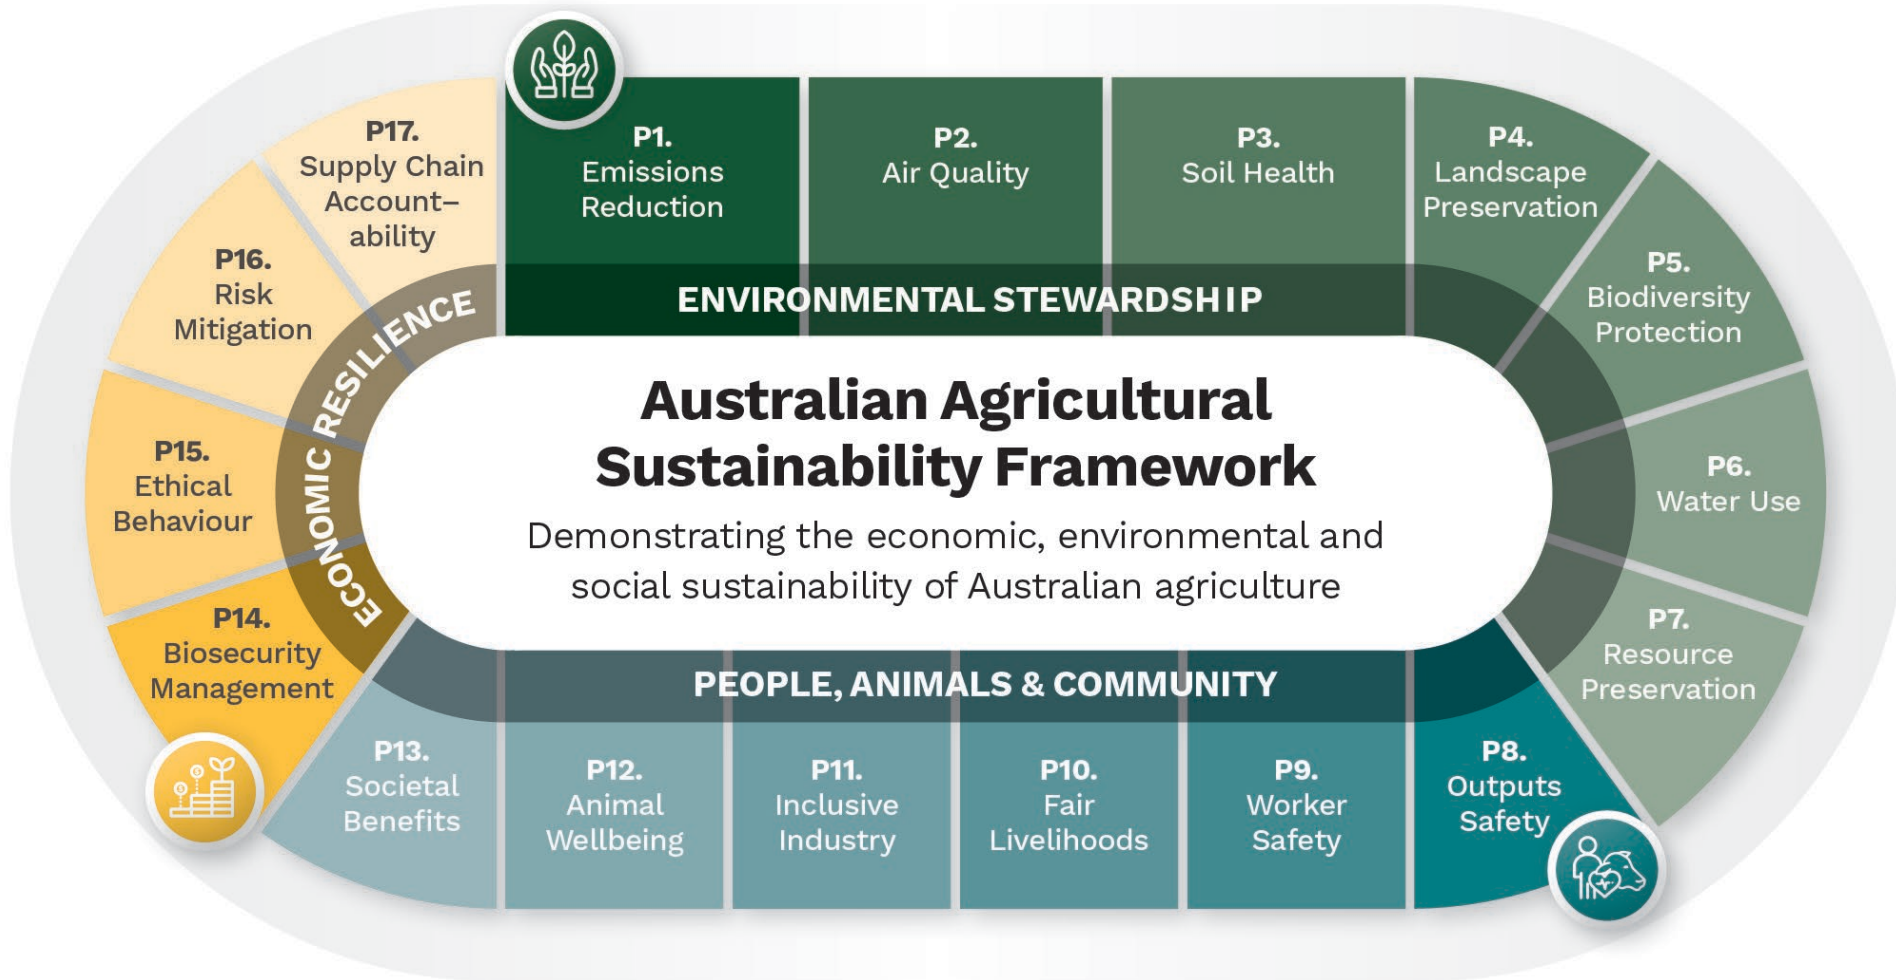 Australian Agricultural
Sustainability Framework
Demonstrating the economic, environmental and
social sustainability of Australian agriculture
ENVIRONMENTAL STEWARDSHIP
P1.
Emissions
Reduction
P2.
Air Quality
P3.
Soil Health
P4.
Landscape
Preservation
P5.
Biodiversity
Protection
P6.
Water Use
P7.
Resource
Preservation
PEOPLE, ANIMALS & COMMUNITY
P8.
Outputs
Safety
P9.
Worker
Safety
P10.
Fair
Livelihoods
P11.
Inclusive
Industry
P12.
Animal
Wellbeing
P13.
Societal
Benefits
ECONOMIC RESILIENCE
P14.
Biosecurity
Management
P15.
Ethical
Behaviour
P16.
Risk
Mitigation
P17.
Supply Chain
Account–
ability